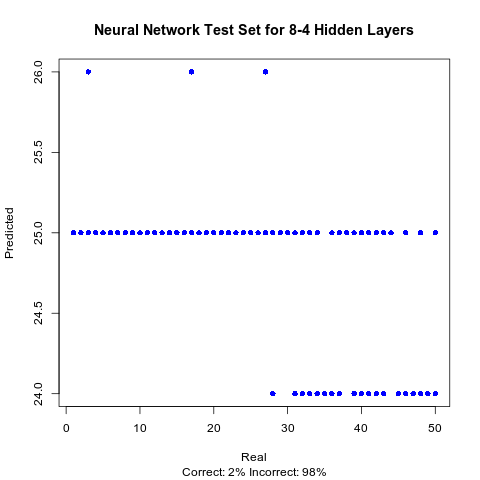 Neural Network Test Set for 8-4 Hidden Layers
26.0
25.5
25.0
24.5
24.0
Predicted
0 10 20 30 40 50
Real
Correct: 2% Incorrect: 98%